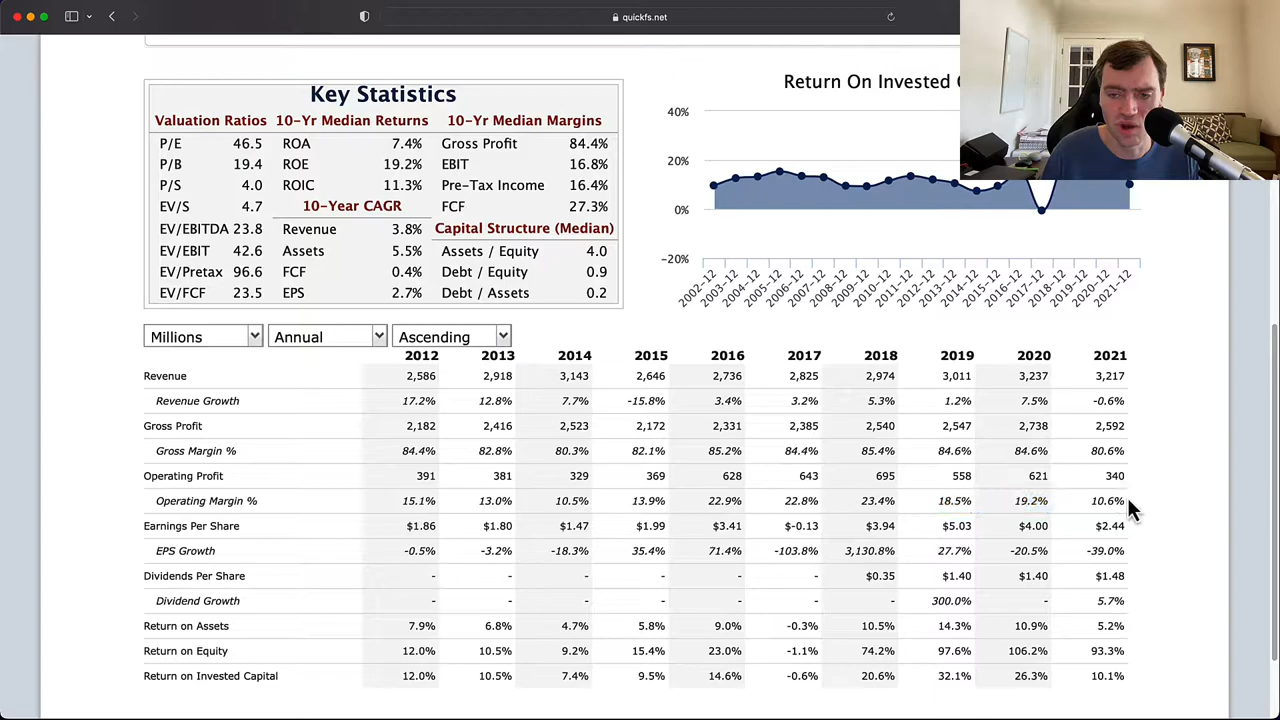 quickfs.net
Key Statistics
Valuation Ratios 10-Yr Median Returns 10-Yr Median Margins
P/E 46.5 ROA 7.4% Gross Profit 84.4%
P/B 19.4 ROE 19.2% EBIT 16.8%
P/S 4.0 ROIC 11.3% Pre-Tax Income 16.4%
EV/S 4.7 10-Year CAGR FCF 27.3%
EV/EBITDA 23.8 Revenue 3.8% Capital Structure (Median)
EV/EBIT 42.6 Assets 5.5% Assets / Equity 4.0
EV/Pretax 96.6 FCF 0.4% Debt / Equity 0.9
EV/FCF 23.5 EPS 2.7% Debt / Assets 0.2
Return On Invested
40%
20%
0%
-20%
2002-12 2003-12 2004-12 2005-12 2006-12 2007-12 2008-12 2009-12 2010-12 2011-12 2012-12 2013-12 2014-12 2015-12 2016-12 2017-12 2018-12 2019-12 2020-12 2021-12
Millions Annual Ascending
2012 2013 2014 2015 2016 2017 2018 2019 2020 2021
Revenue 2,586 2,918 3,143 2,646 2,736 2,825 2,974 3,011 3,237 3,217
Revenue Growth 17.2% 12.8% 7.7% -15.8% 3.4% 3.2% 5.3% 1.2% 7.5% -0.6%
Gross Profit 2,182 2,416 2,523 2,172 2,331 2,385 2,540 2,547 2,738 2,592
Gross Margin % 84.4% 82.8% 80.3% 82.1% 85.2% 84.4% 85.4% 84.6% 84.6% 80.6%
Operating Profit 391 381 329 369 628 643 695 558 621 340
Operating Margin % 15.1% 13.0% 10.5% 13.9% 22.9% 22.8% 23.4% 18.5% 19.2% 10.6%
Earnings Per Share $1.86 $1.80 $1.47 $1.99 $3.41 $-0.13 $3.94 $5.03 $4.00 $2.44
EPS Growth -0.5% -3.2% -18.3% 35.4% 71.4% -103.8% 3,130.8% 27.7% -20.5% -39.0%
Dividends Per Share - - - - - - $0.35 $1.40 $1.40 $1.48
Dividend Growth - - - - - - - 300.0% - 5.7%
Return on Assets 7.9% 6.8% 4.7% 5.8% 9.0% -0.3% 10.5% 14.3% 10.9% 5.2%
Return on Equity 12.0% 10.5% 9.2% 15.4% 23.0% -1.1% 74.2% 97.6% 106.2% 93.3%
Return on Invested Capital 12.0% 10.5% 7.4% 9.5% 14.6% -0.6% 20.6% 32.1% 26.3% 10.1%